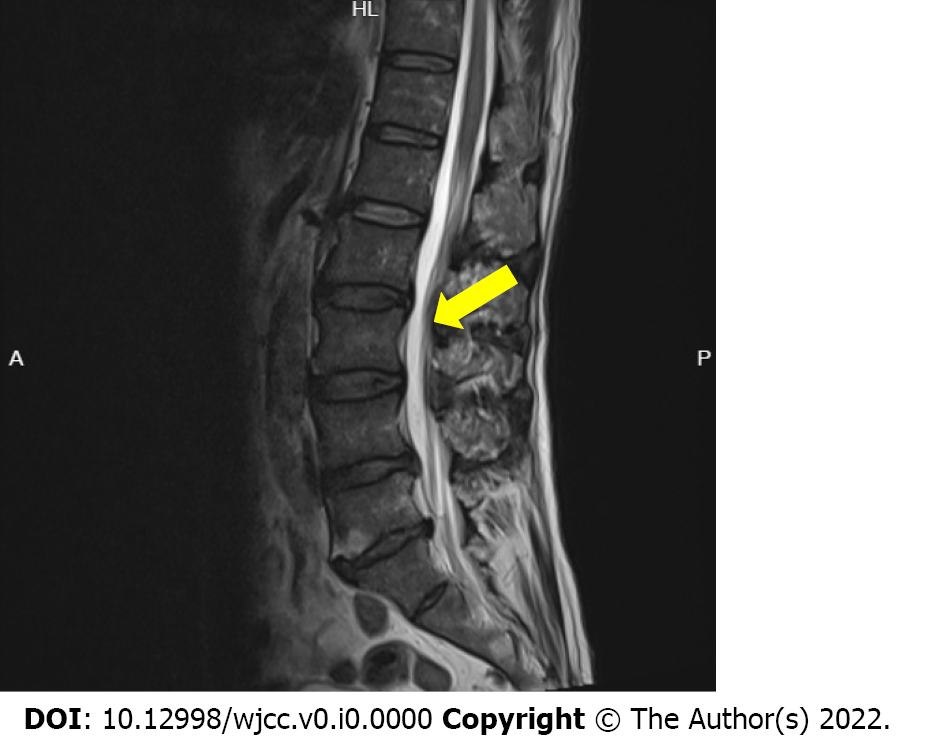 HL
A
P
DOI: 10.12998/wjcc.v0.i0.0000 Copyright © The Author(s) 2022.